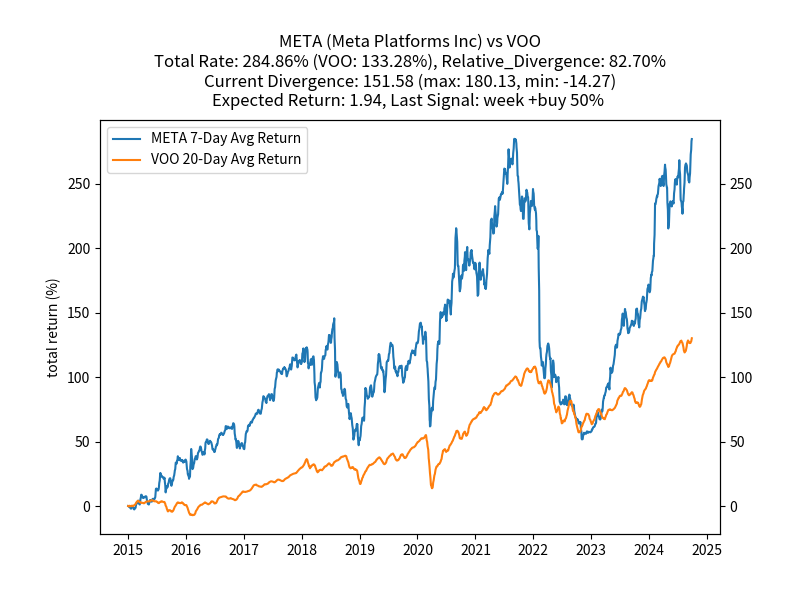 META (Meta Platforms Inc) vs VOO
Total Rate: 284.86% (VOO: 133.28%), Relative_Divergence: 82.70%
Current Divergence: 151.58 (max: 180.13, min: -14.27)
Expected Return: 1.94, Last Signal: week +buy 50%
META 7-Day Avg Return
VOO 20-Day Avg Return
total return (%)
250 250
200 200
150 150
100 100
50 50
0 0
2015 2016 2017 2018 2019 2020 2021 2022 2023 2024 2025